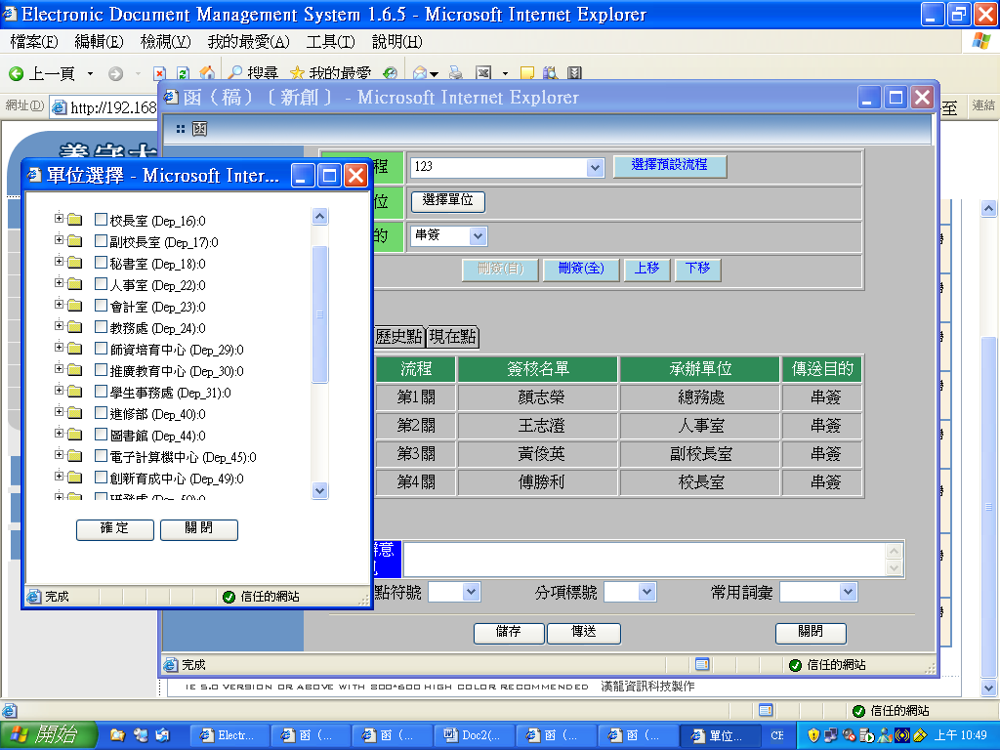 Electronic Document Management System 1.6.5 - Microsoft Internet Explorer
檔案(F) 編輯(E) 檢視(V) 我的最愛(A) 工具(T) 說明(H)
上一頁 搜尋 我的最愛
網址(D) http://192.168 至 連結
函（稿）〔新創〕 - Microsoft Internet Explorer
函
程 123 選擇預設流程
位 選擇單位
的 串簽
刪簽(自) 刪簽(全) 上移 下移
歷史點 現在點
流程 簽核名單 承辦單位 傳送目的
第1關 顏志榮 總務處 串簽
第2關 王志澄 人事室 串簽
第3關 黃俊英 副校長室 串簽
第4關 傅勝利 校長室 串簽
意
點符號 分項標號 常用詞彙
儲存 傳送 關閉
完成 信任的網站
單位選擇 - Microsoft Inter...
校長室 (Dep_16):0
副校長室 (Dep_17):0
秘書室 (Dep_18):0
人事室 (Dep_22):0
會計室 (Dep_23):0
教務處 (Dep_24):0
師資培育中心 (Dep_29):0
推廣教育中心 (Dep_30):0
學生事務處 (Dep_31):0
進修部 (Dep_40):0
圖書館 (Dep_44):0
電子計算機中心 (Dep_45):0
創新育成中心 (Dep_49):0
研發處 (Dep_50):0
確定 關閉
完成 信任的網站
IE 5.0 VERSION OR ABOVE WITH 800*600 HIGH COLOR RECOMMENDED 漢龍資訊科技製作
信任的網站
開始 Electr... 函（... 函（... Doc2(... 函（... 函（... 單位... CH 上午 10:49